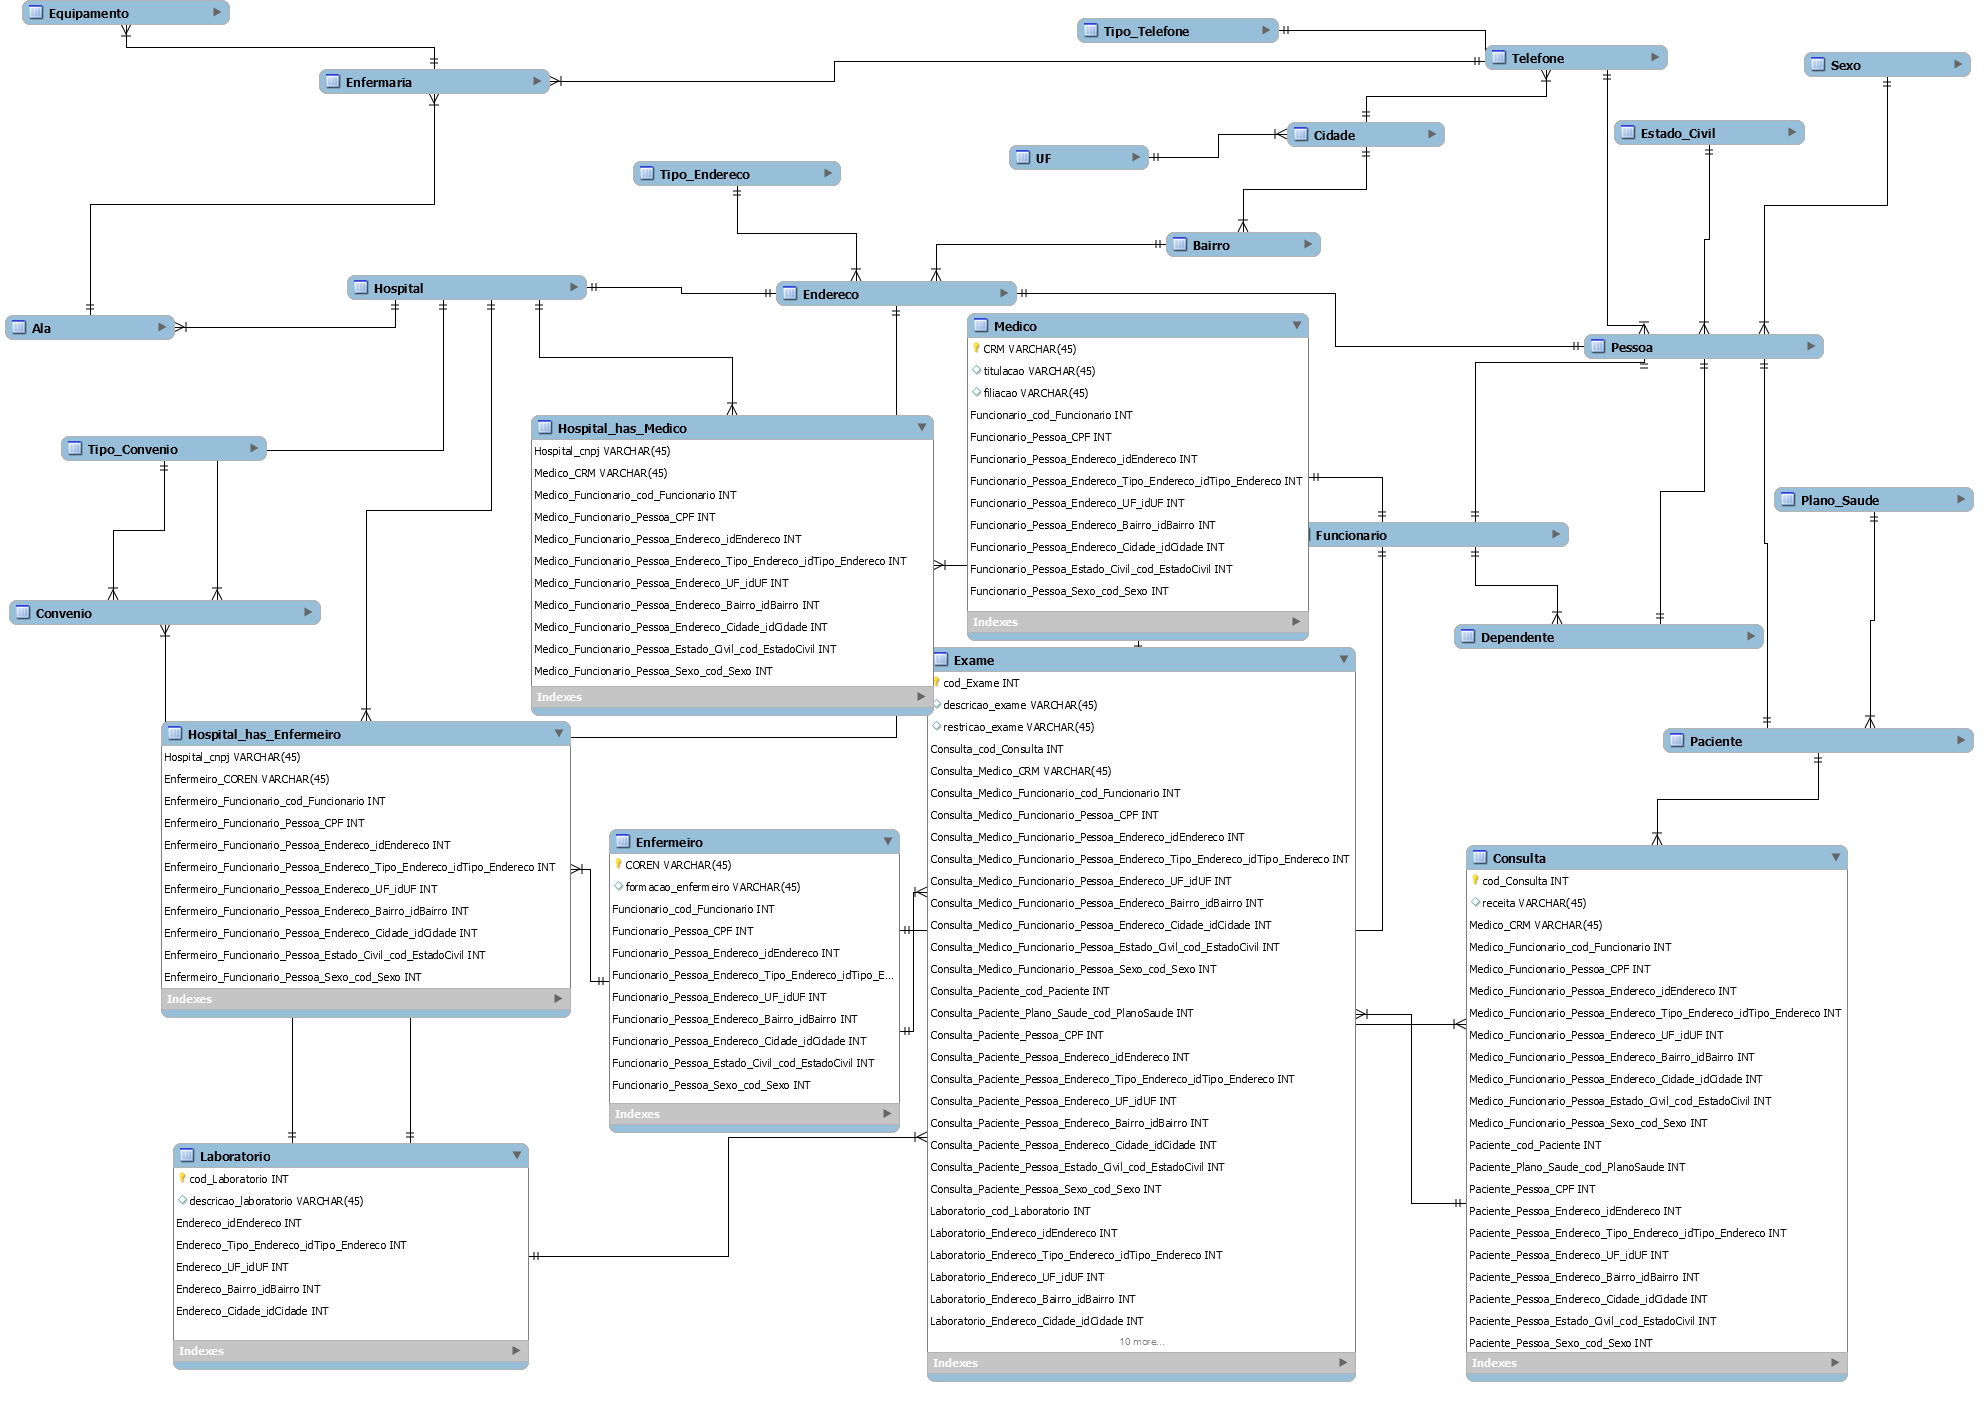 Equipamento
Tipo_Telefone
Telefone
Sexo
Enfermaria
Estado_Civil
Cidade
UF
Tipo_Endereco
Bairro
Hospital
Endereco
Ala
Pessoa
Medico
CRM VARCHAR(45)
titulacao VARCHAR(45)
filiacao VARCHAR(45)
Funcionario_cod_Funcionario INT
Funcionario_Pessoa_CPF INT
Funcionario_Pessoa_Endereco_idEndereco INT
Funcionario_Pessoa_Endereco_Tipo_Endereco_idTipo_Endereco INT
Funcionario_Pessoa_Endereco_UF_idUF INT
Funcionario_Pessoa_Endereco_Bairro_idBairro INT
Funcionario_Pessoa_Endereco_Cidade_idCidade INT
Funcionario_Pessoa_Estado_Civil_cod_EstadoCivil INT
Funcionario_Pessoa_Sexo_cod_Sexo INT
Indexes
Tipo_Convenio
Hospital_has_Medico
Hospital_cnpj VARCHAR(45)
Medico_CRM VARCHAR(45)
Medico_Funcionario_cod_Funcionario INT
Medico_Funcionario_Pessoa_CPF INT
Medico_Funcionario_Pessoa_Endereco_idEndereco INT
Medico_Funcionario_Pessoa_Endereco_Tipo_Endereco_idTipo_Endereco INT
Medico_Funcionario_Pessoa_Endereco_UF_idUF INT
Medico_Funcionario_Pessoa_Endereco_Bairro_idBairro INT
Medico_Funcionario_Pessoa_Endereco_Cidade_idCidade INT
Medico_Funcionario_Pessoa_Estado_Civil_cod_EstadoCivil INT
Medico_Funcionario_Pessoa_Sexo_cod_Sexo INT
Indexes
Plano_Saude
Funcionario
Convenio
Dependente
Paciente
Hospital_has_Enfermeiro
Hospital_cnpj VARCHAR(45)
Enfermeiro_COREN VARCHAR(45)
Enfermeiro_Funcionario_cod_Funcionario INT
Enfermeiro_Funcionario_Pessoa_CPF INT
Enfermeiro_Funcionario_Pessoa_Endereco_idEndereco INT
Enfermeiro_Funcionario_Pessoa_Endereco_Tipo_Endereco_idTipo_Endereco INT
Enfermeiro_Funcionario_Pessoa_Endereco_UF_idUF INT
Enfermeiro_Funcionario_Pessoa_Endereco_Bairro_idBairro INT
Enfermeiro_Funcionario_Pessoa_Endereco_Cidade_idCidade INT
Enfermeiro_Funcionario_Pessoa_Estado_Civil_cod_EstadoCivil INT
Enfermeiro_Funcionario_Pessoa_Sexo_cod_Sexo INT
Indexes
Enfermeiro
COREN VARCHAR(45)
formacao_enfermeiro VARCHAR(45)
Funcionario_cod_Funcionario INT
Funcionario_Pessoa_CPF INT
Funcionario_Pessoa_Endereco_idEndereco INT
Funcionario_Pessoa_Endereco_Tipo_Endereco_idTipo_E...
Funcionario_Pessoa_Endereco_UF_idUF INT
Funcionario_Pessoa_Endereco_Bairro_idBairro INT
Funcionario_Pessoa_Endereco_Cidade_idCidade INT
Funcionario_Pessoa_Estado_Civil_cod_EstadoCivil INT
Funcionario_Pessoa_Sexo_cod_Sexo INT
Indexes
Exame
cod_Exame INT
descricao_exame VARCHAR(45)
restricao_exame VARCHAR(45)
Consulta_cod_Consulta INT
Consulta_Medico_CRM VARCHAR(45)
Consulta_Medico_Funcionario_cod_Funcionario INT
Consulta_Medico_Funcionario_Pessoa_CPF INT
Consulta_Medico_Funcionario_Pessoa_Endereco_idEndereco INT
Consulta_Medico_Funcionario_Pessoa_Endereco_Tipo_Endereco_idTipo_Endereco INT
Consulta_Medico_Funcionario_Pessoa_Endereco_UF_idUF INT
Consulta_Medico_Funcionario_Pessoa_Endereco_Bairro_idBairro INT
Consulta_Medico_Funcionario_Pessoa_Endereco_Cidade_idCidade INT
Consulta_Medico_Funcionario_Pessoa_Estado_Civil_cod_EstadoCivil INT
Consulta_Medico_Funcionario_Pessoa_Sexo_cod_Sexo INT
Consulta_Paciente_cod_Paciente INT
Consulta_Paciente_Plano_Saude_cod_PlanoSaude INT
Consulta_Paciente_Pessoa_CPF INT
Consulta_Paciente_Pessoa_Endereco_idEndereco INT
Consulta_Paciente_Pessoa_Endereco_Tipo_Endereco_idTipo_Endereco INT
Consulta_Paciente_Pessoa_Endereco_UF_idUF INT
Consulta_Paciente_Pessoa_Endereco_Bairro_idBairro INT
Consulta_Paciente_Pessoa_Endereco_Cidade_idCidade INT
Consulta_Paciente_Pessoa_Estado_Civil_cod_EstadoCivil INT
Consulta_Paciente_Pessoa_Sexo_cod_Sexo INT
Laboratorio_cod_Laboratorio INT
Laboratorio_Endereco_idEndereco INT
Laboratorio_Endereco_Tipo_Endereco_idTipo_Endereco INT
Laboratorio_Endereco_UF_idUF INT
Laboratorio_Endereco_Bairro_idBairro INT
Laboratorio_Endereco_Cidade_idCidade INT
10 more...
Indexes
Consulta
cod_Consulta INT
receita VARCHAR(45)
Medico_CRM VARCHAR(45)
Medico_Funcionario_cod_Funcionario INT
Medico_Funcionario_Pessoa_CPF INT
Medico_Funcionario_Pessoa_Endereco_idEndereco INT
Medico_Funcionario_Pessoa_Endereco_Tipo_Endereco_idTipo_Endereco INT
Medico_Funcionario_Pessoa_Endereco_UF_idUF INT
Medico_Funcionario_Pessoa_Endereco_Bairro_idBairro INT
Medico_Funcionario_Pessoa_Endereco_Cidade_idCidade INT
Medico_Funcionario_Pessoa_Estado_Civil_cod_EstadoCivil INT
Medico_Funcionario_Pessoa_Sexo_cod_Sexo INT
Paciente_cod_Paciente INT
Paciente_Plano_Saude_cod_PlanoSaude INT
Paciente_Pessoa_CPF INT
Paciente_Pessoa_Endereco_idEndereco INT
Paciente_Pessoa_Endereco_Tipo_Endereco_idTipo_Endereco INT
Paciente_Pessoa_Endereco_UF_idUF INT
Paciente_Pessoa_Endereco_Bairro_idBairro INT
Paciente_Pessoa_Endereco_Cidade_idCidade INT
Paciente_Pessoa_Estado_Civil_cod_EstadoCivil INT
Paciente_Pessoa_Sexo_cod_Sexo INT
Indexes
Laboratorio
cod_Laboratorio INT
descricao_laboratorio VARCHAR(45)
Endereco_idEndereco INT
Endereco_Tipo_Endereco_idTipo_Endereco INT
Endereco_UF_idUF INT
Endereco_Bairro_idBairro INT
Endereco_Cidade_idCidade INT
Indexes